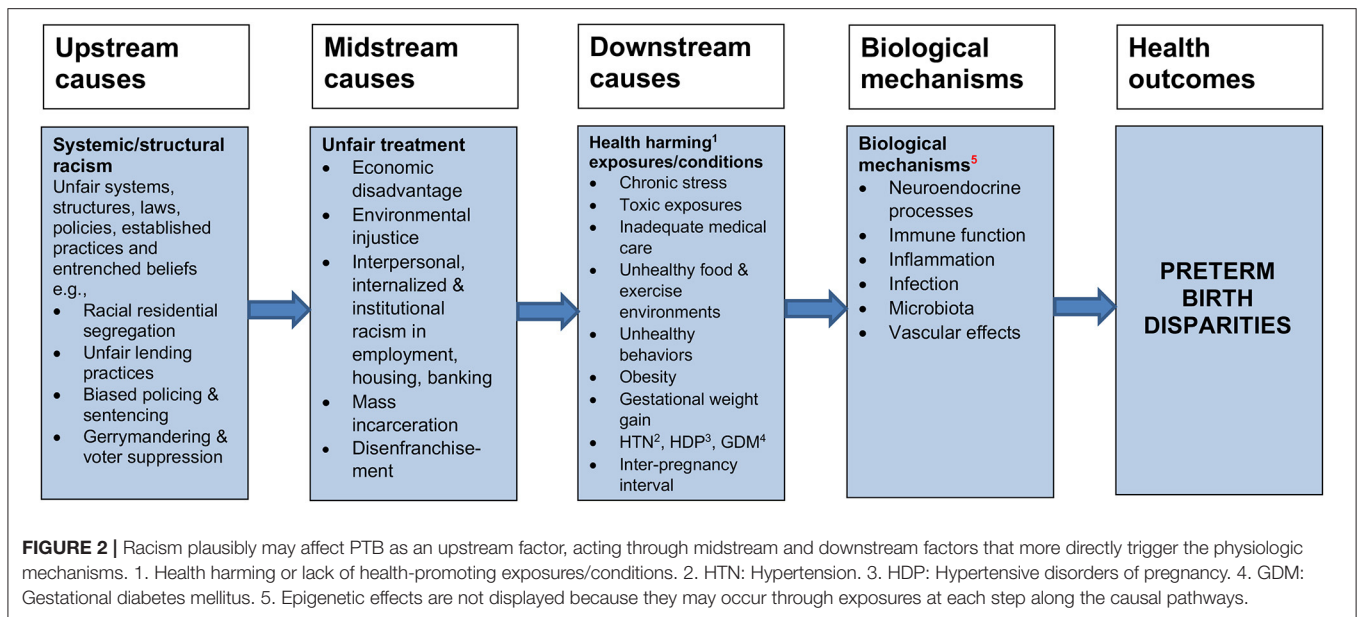 Upstream
causes
Midstream
causes
Downstream
causes
Biological
mechanisms
Health
outcomes
Systemic/structural
racism
Unfair systems,
structures, laws,
policies, established
practices and
entrenched beliefs
e.g.,
• Racial residential
segregation
• Unfair lending
practices
• Biased policing &
sentencing
• Gerrymandering &
voter suppression
Unfair treatment
• Economic
disadvantage
• Environmental
injustice
• Interpersonal,
internalized &
institutional
racism in
employment,
housing, banking
• Mass
incarceration
• Disenfranchise-
ment
Health harming¹
exposures/conditions
• Chronic stress
• Toxic exposures
• Inadequate medical
care
• Unhealthy food &
exercise
environments
• Unhealthy
behaviors
• Obesity
• Gestational weight
gain
• HTN², HDP³, GDM⁴
• Inter-pregnancy
interval
Biological
mechanisms⁵
• Neuroendocrine
processes
• Immune function
• Inflammation
• Infection
• Microbiota
• Vascular effects
PRETERM
BIRTH
DISPARITIES
FIGURE 2 | Racism plausibly may affect PTB as an upstream factor, acting through midstream and downstream factors that more directly trigger the physiologic
mechanisms. 1. Health harming or lack of health-promoting exposures/conditions. 2. HTN: Hypertension. 3. HDP: Hypertensive disorders of pregnancy. 4. GDM:
Gestational diabetes mellitus. 5. Epigenetic effects are not displayed because they may occur through exposures at each step along the causal pathways.